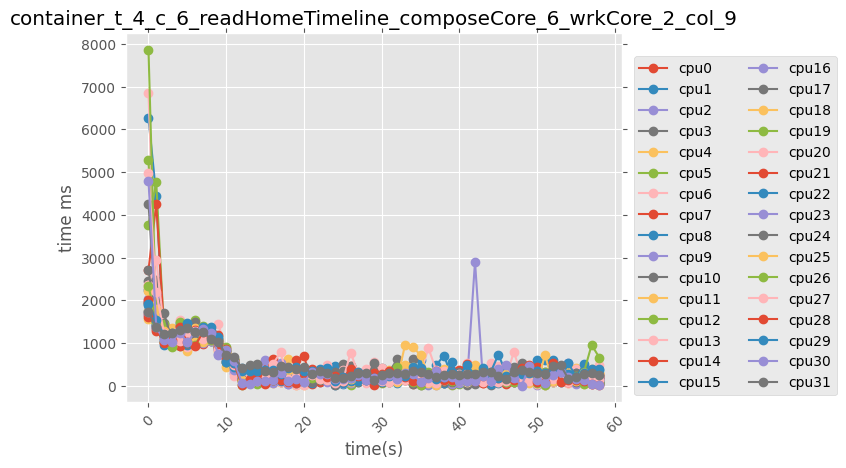 container_t_4_c_6_readHomeTimeline_composeCore_6_wrkCore_2_col_9
8000
7000
6000
5000
4000
3000
2000
1000
0
time ms
0
10
20
30
40
50
60
time(s)
cpu0
cpu1
cpu2
cpu3
cpu4
cpu5
cpu6
cpu7
cpu8
cpu9
cpu10
cpu11
cpu12
cpu13
cpu14
cpu15
cpu16
cpu17
cpu18
cpu19
cpu20
cpu21
cpu22
cpu23
cpu24
cpu25
cpu26
cpu27
cpu28
cpu29
cpu30
cpu31